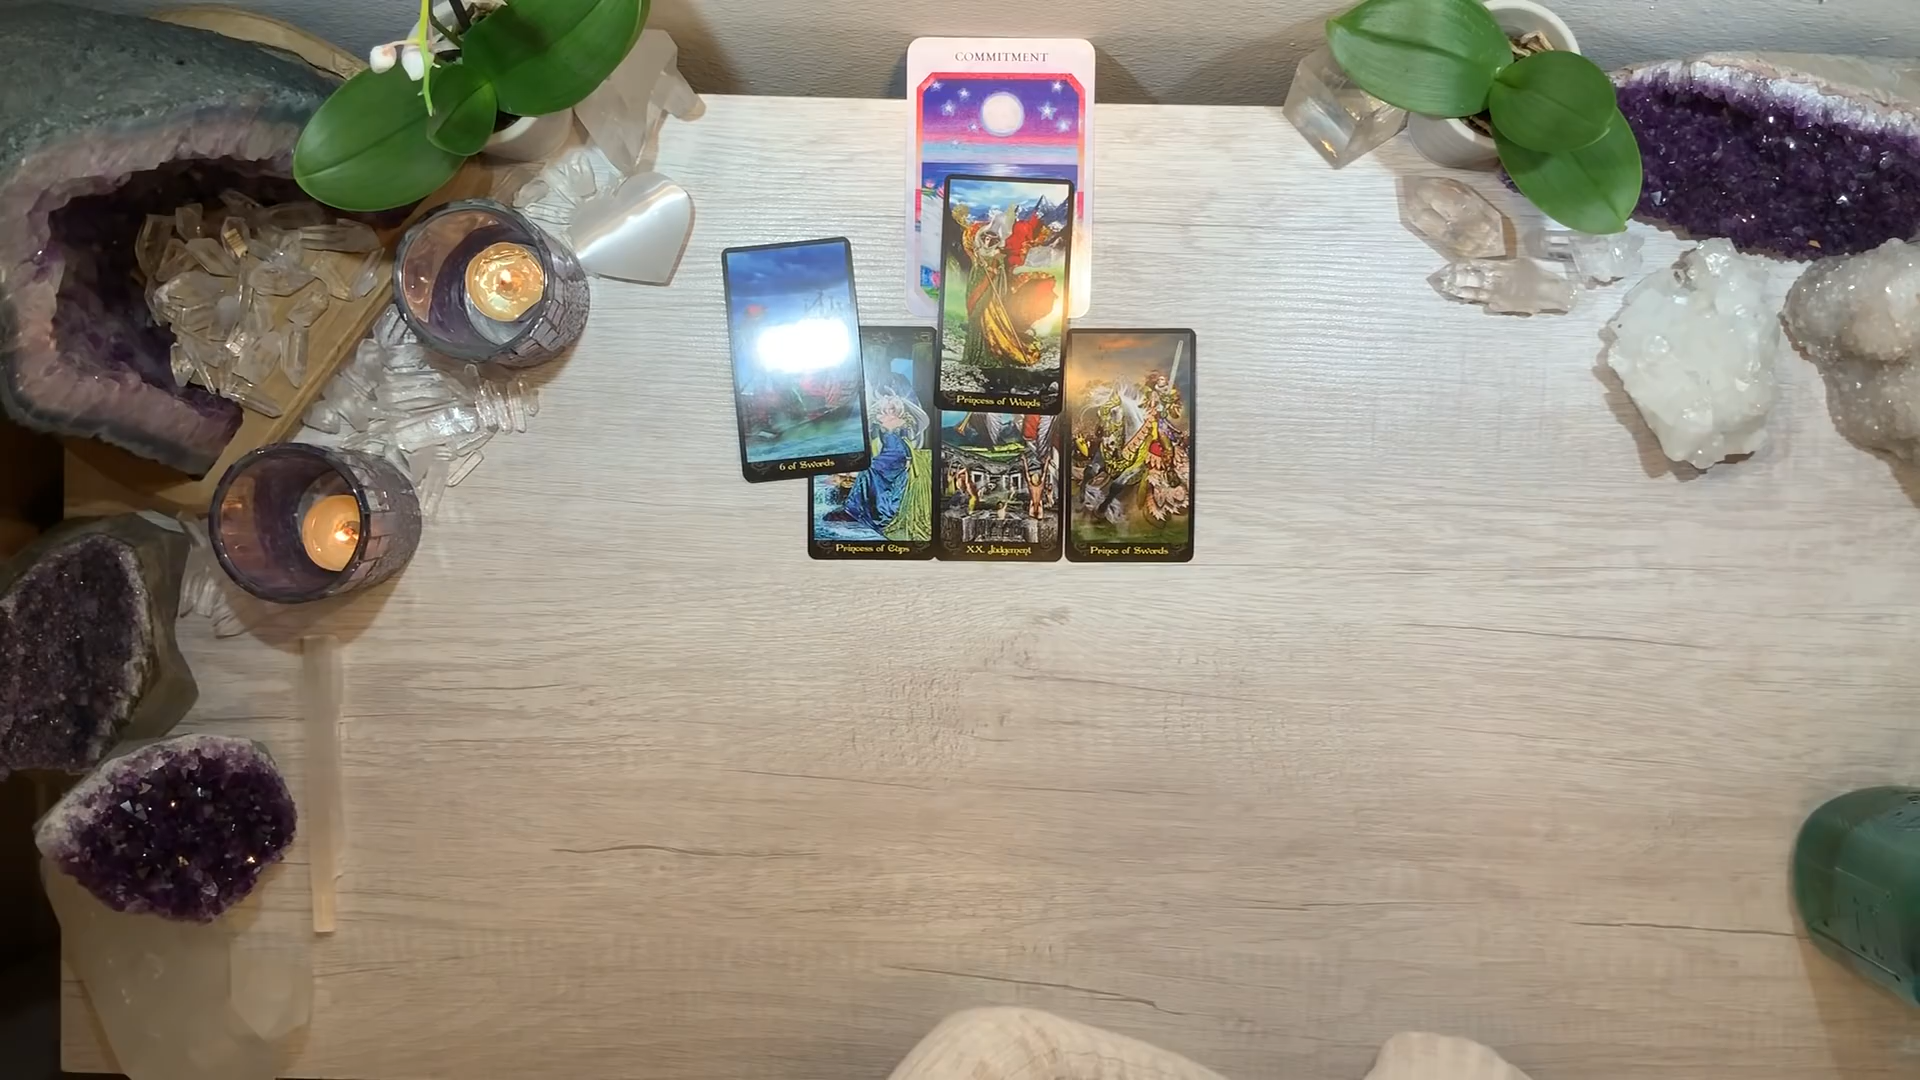 COMMITMENT
Princess of Wands
6 of Swords
Princess of Cups
XX Judgement
Prince of Swords